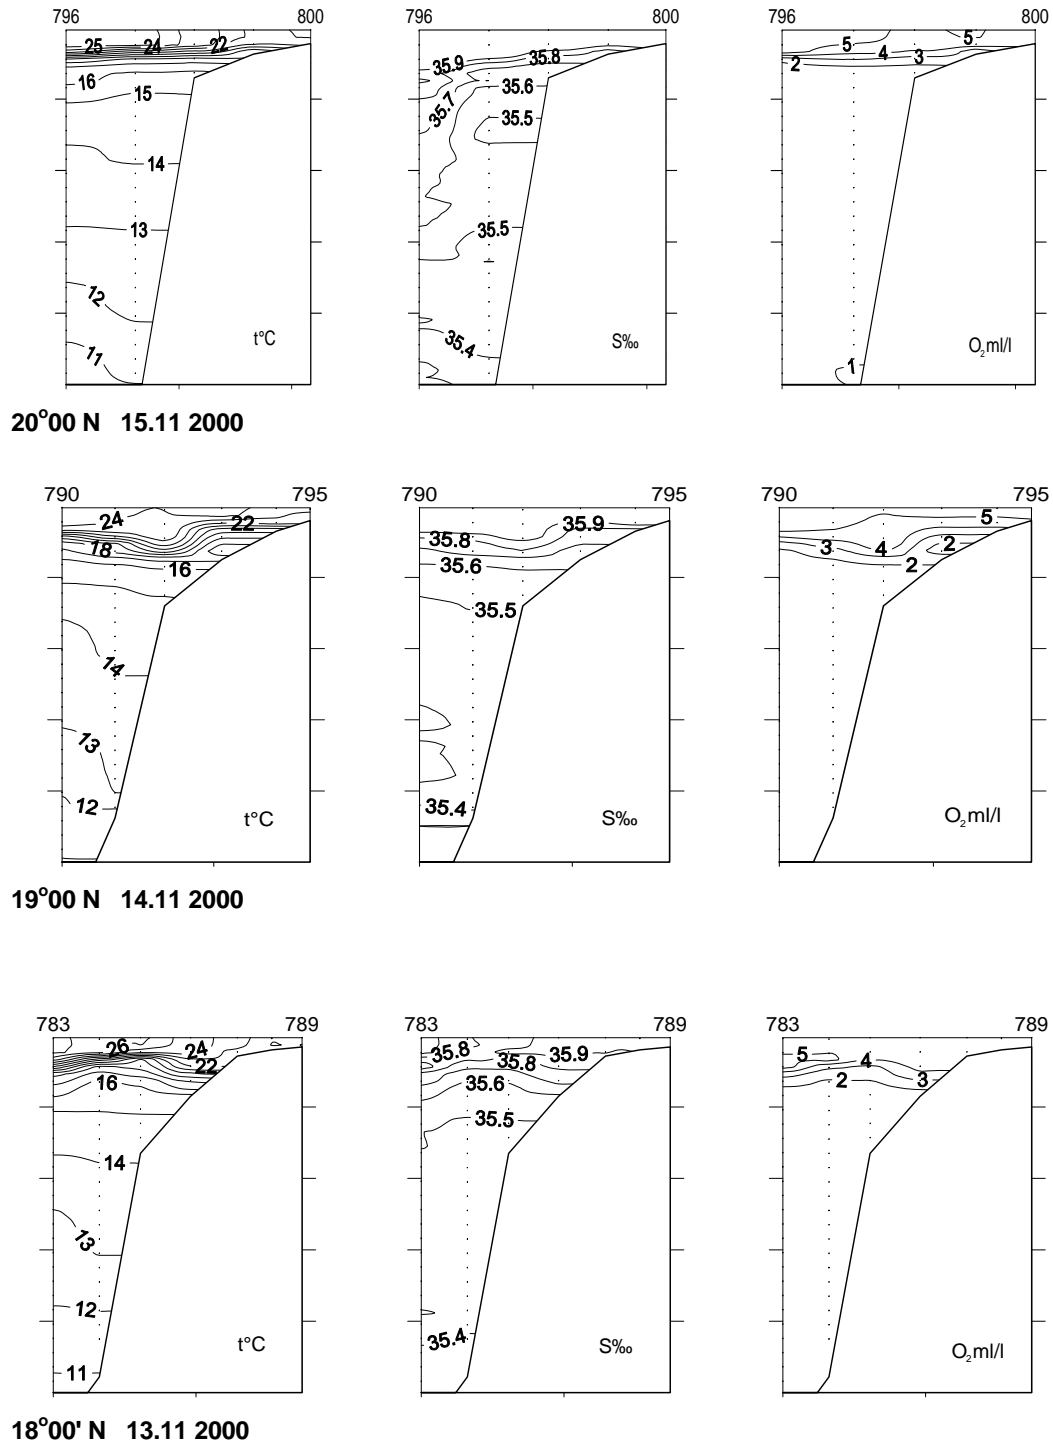 796 800 796 800 796 800
25 24 22 35.9 35.8 5 5 4 3
16 15 35.7 35.6 2
35.5
14
13 35.5
12
11 35.4 1
t°C S‰ O₂ml/l
20°00 N 15.11 2000
790 795 790 795 790 795
24 22 35.9 5
18 16 35.8 35.6 3 4 2 2
35.5
14
13
12 35.4
t°C S‰ O₂ml/l
19°00 N 14.11 2000
783 789 783 789 783 789
26 24 22 35.8 35.8 35.9 5 4
16 35.6 2 3
35.5
14
13
12
35.4
11
t°C S‰ O₂ml/l
18°00' N 13.11 2000